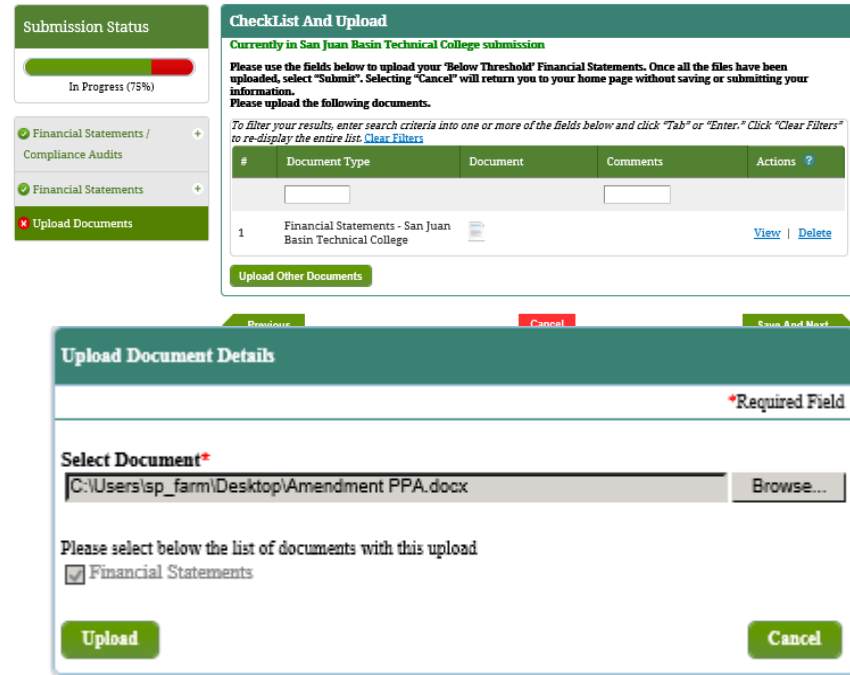 Submission Status
In Progress (75%)
Financial Statements /
Compliance Audits
+
Financial Statements
+
Upload Documents
CheckList And Upload
Currently in San Juan Basin Technical College submission
Please use the fields below to upload your ‘Below Threshold’ Financial Statements. Once all the files have been
uploaded, select “Submit”. Selecting “Cancel” will return you to your home page without saving or submitting your
information.
Please upload the following documents.
To filter your results, enter search criteria into one or more of the fields below and click “Tab” or “Enter.” Click “Clear Filters”
to re-display the entire list. Clear Filters
# Document Type Document Comments Actions ?
1 Financial Statements - San Juan
Basin Technical College
View | Delete
Upload Other Documents
Previous Cancel Save And Next
Upload Document Details
*Required Field
Select Document*
C:\Users\sp_farm\Desktop\Amendment PPA.docx Browse...
Please select below the list of documents with this upload
Financial Statements
Upload Cancel